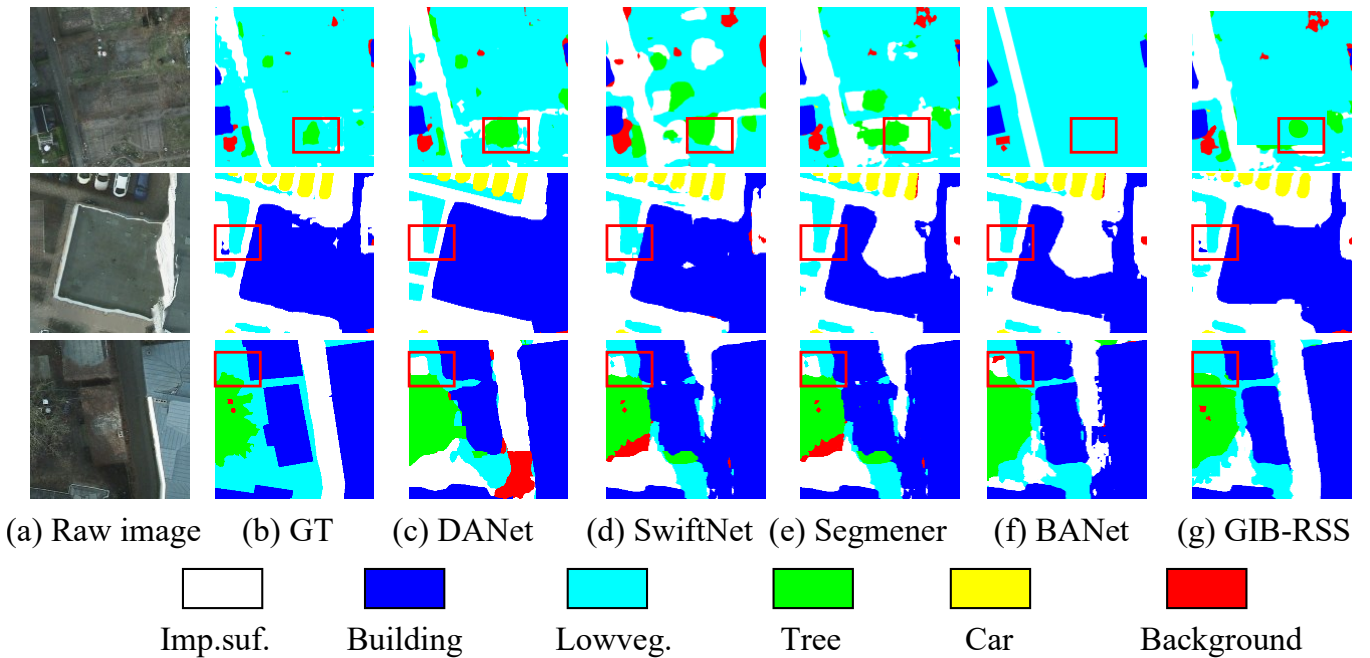 (a) Raw image (b) GT (c) DANet (d) SwiftNet (e) Segmener (f) BANet (g) GIB-RSS
Imp.suf. Building Lowveg. Tree Car Background